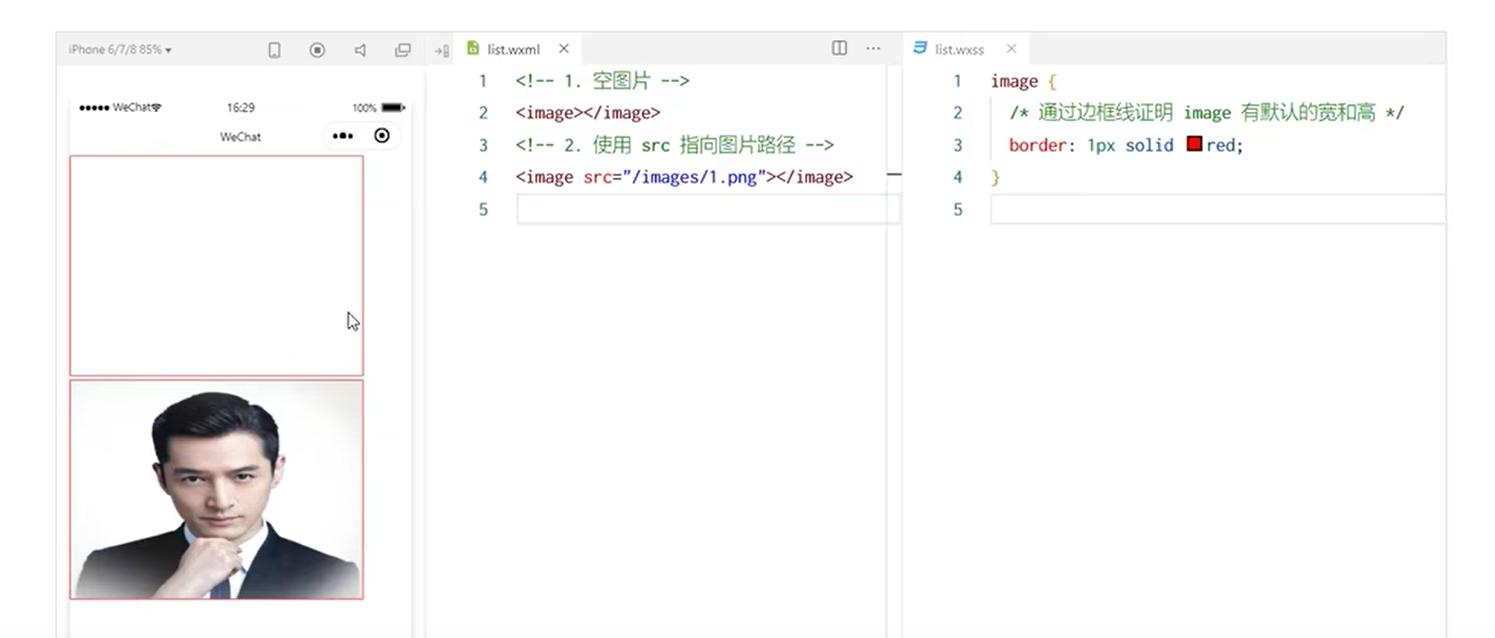 iPhone 6/7/8 85%
list.wxml
list.wxss
WeChat
16:29
100%
WeChat
1 <!-- 1. 空图片 -->
2 <image></image>
3 <!-- 2. 使用 src 指向图片路径 -->
4 <image src="/images/1.png"></image>
5
1 image {
2 /* 通过边框线证明 image 有默认的宽和高 */
3 border: 1px solid red;
4 }
5